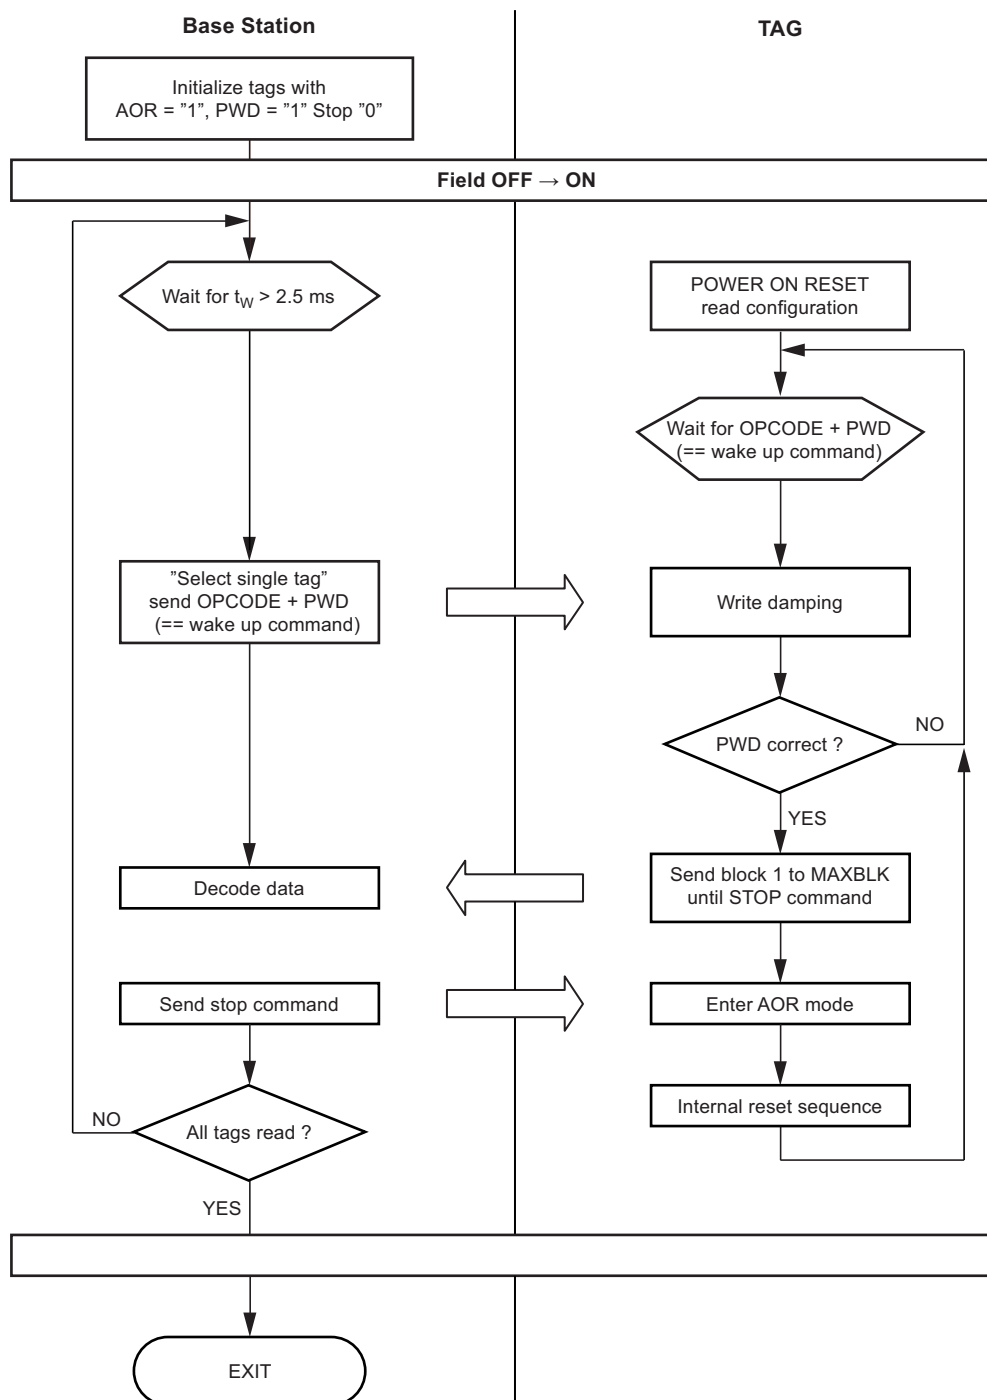 Base Station
TAG
Initialize tags with
AOR = ”1”, PWD = ”1” Stop ”0”
Field OFF → ON
Wait for tW > 2.5 ms
POWER ON RESET
read configuration
Wait for OPCODE + PWD
(== wake up command)
”Select single tag”
send OPCODE + PWD
(== wake up command)
Write damping
PWD correct ?
NO
YES
Send block 1 to MAXBLK
until STOP command
Decode data
Send stop command
Enter AOR mode
Internal reset sequence
All tags read ?
NO
YES
EXIT